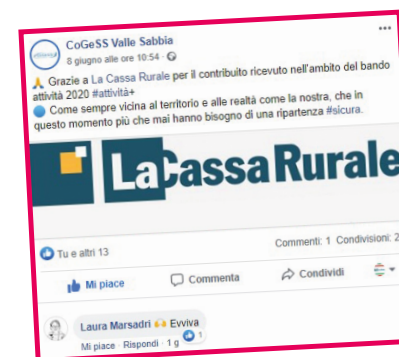 CoGeSS Valle Sabbia
8 giugno alle ore 10:54 ·
🙏 Grazie a La Cassa Rurale per il contributo ricevuto nell'ambito del bando
attività 2020 #attività+
🔵 Come sempre vicina al territorio e alle realtà come la nostra, che in
questo momento più che mai hanno bisogno di una ripartenza #sicura.
La Cassa Rurale
Tu e altri 13
Commenti: 1 Condivisioni: 2
Mi piace
Commenta
Condividi
Laura Marsadri 🙌 Evviva
Mi piace · Rispondi · 1 g
1